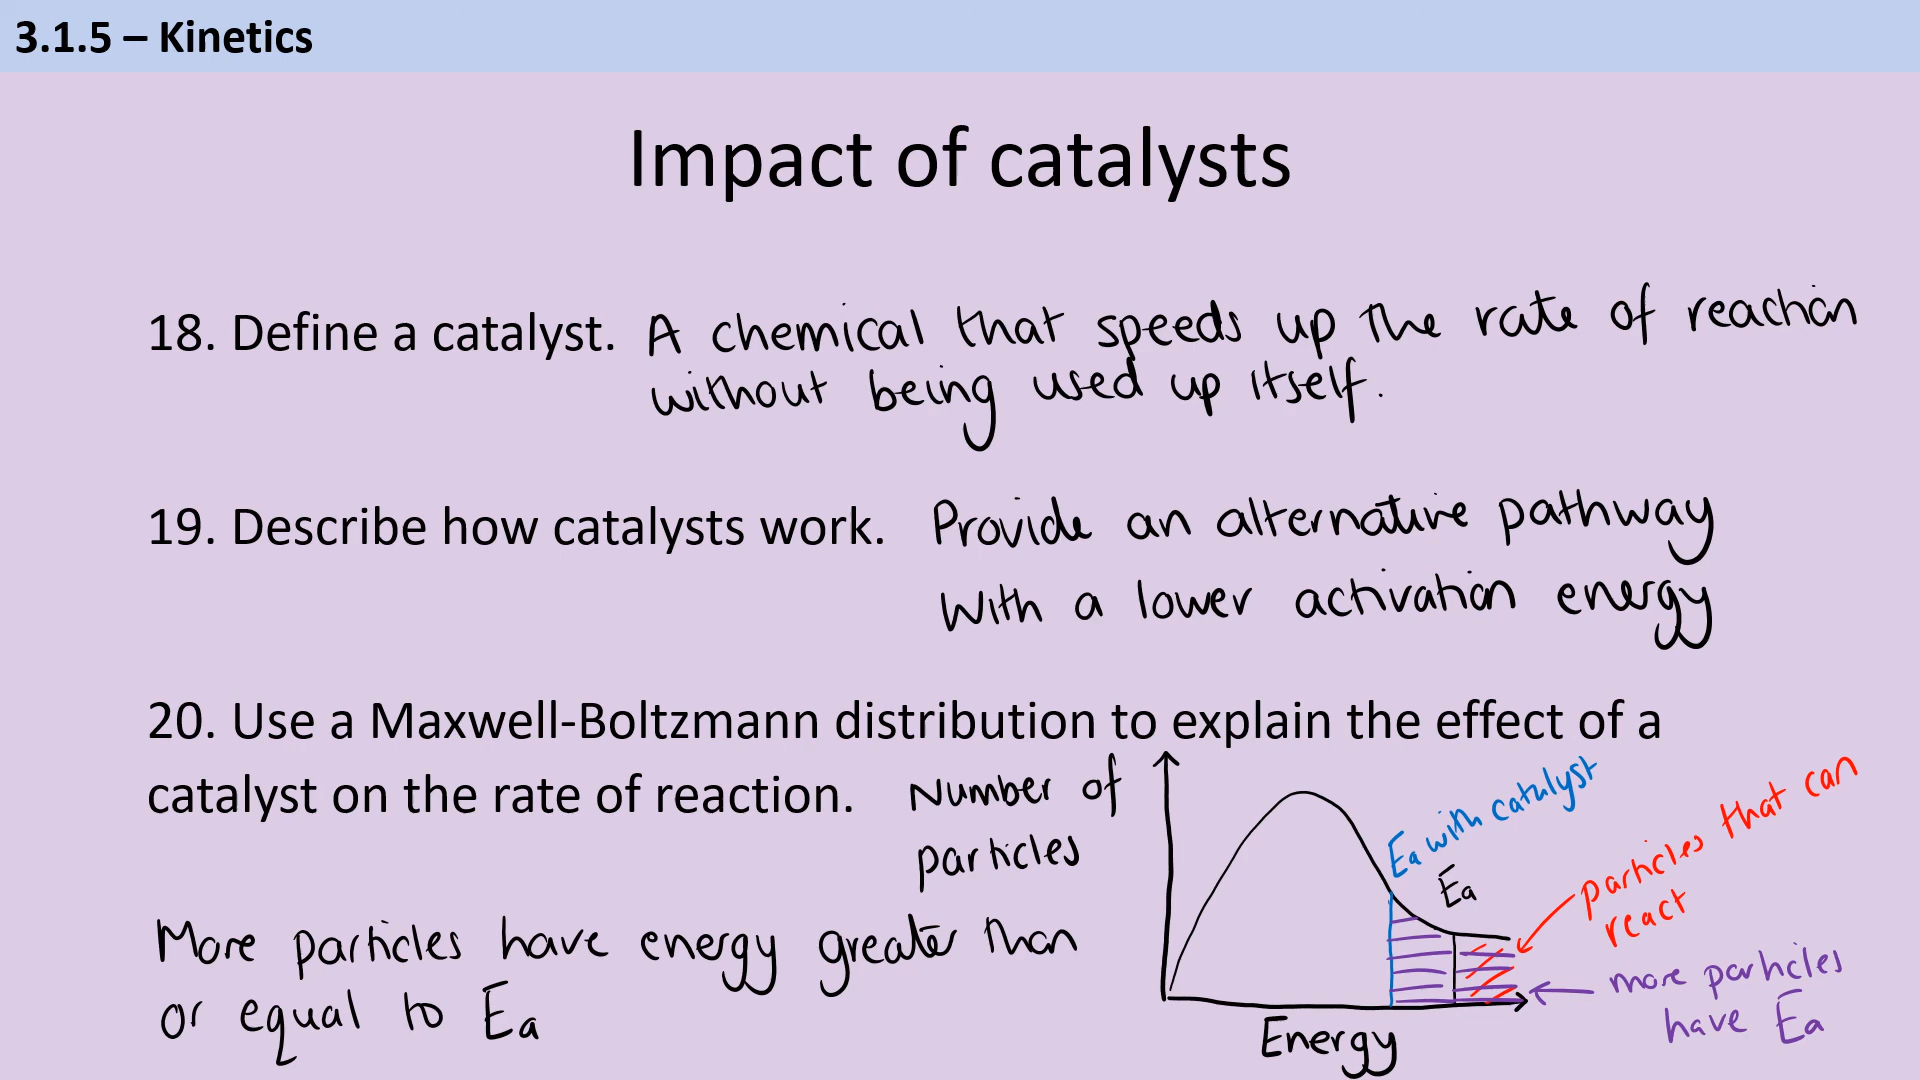 3.1.5 – Kinetics
Impact of catalysts
18. Define a catalyst. A chemical that speeds up the rate of reaction
without being used up itself.
19. Describe how catalysts work. Provide an alternative pathway
With a lower activation energy
20. Use a Maxwell-Boltzmann distribution to explain the effect of a
catalyst on the rate of reaction.
Number of
particles
Ea with catalyst
Ea
particles that can
react
more particles
have Ea
Energy
More particles have energy greater than
or equal to Ea